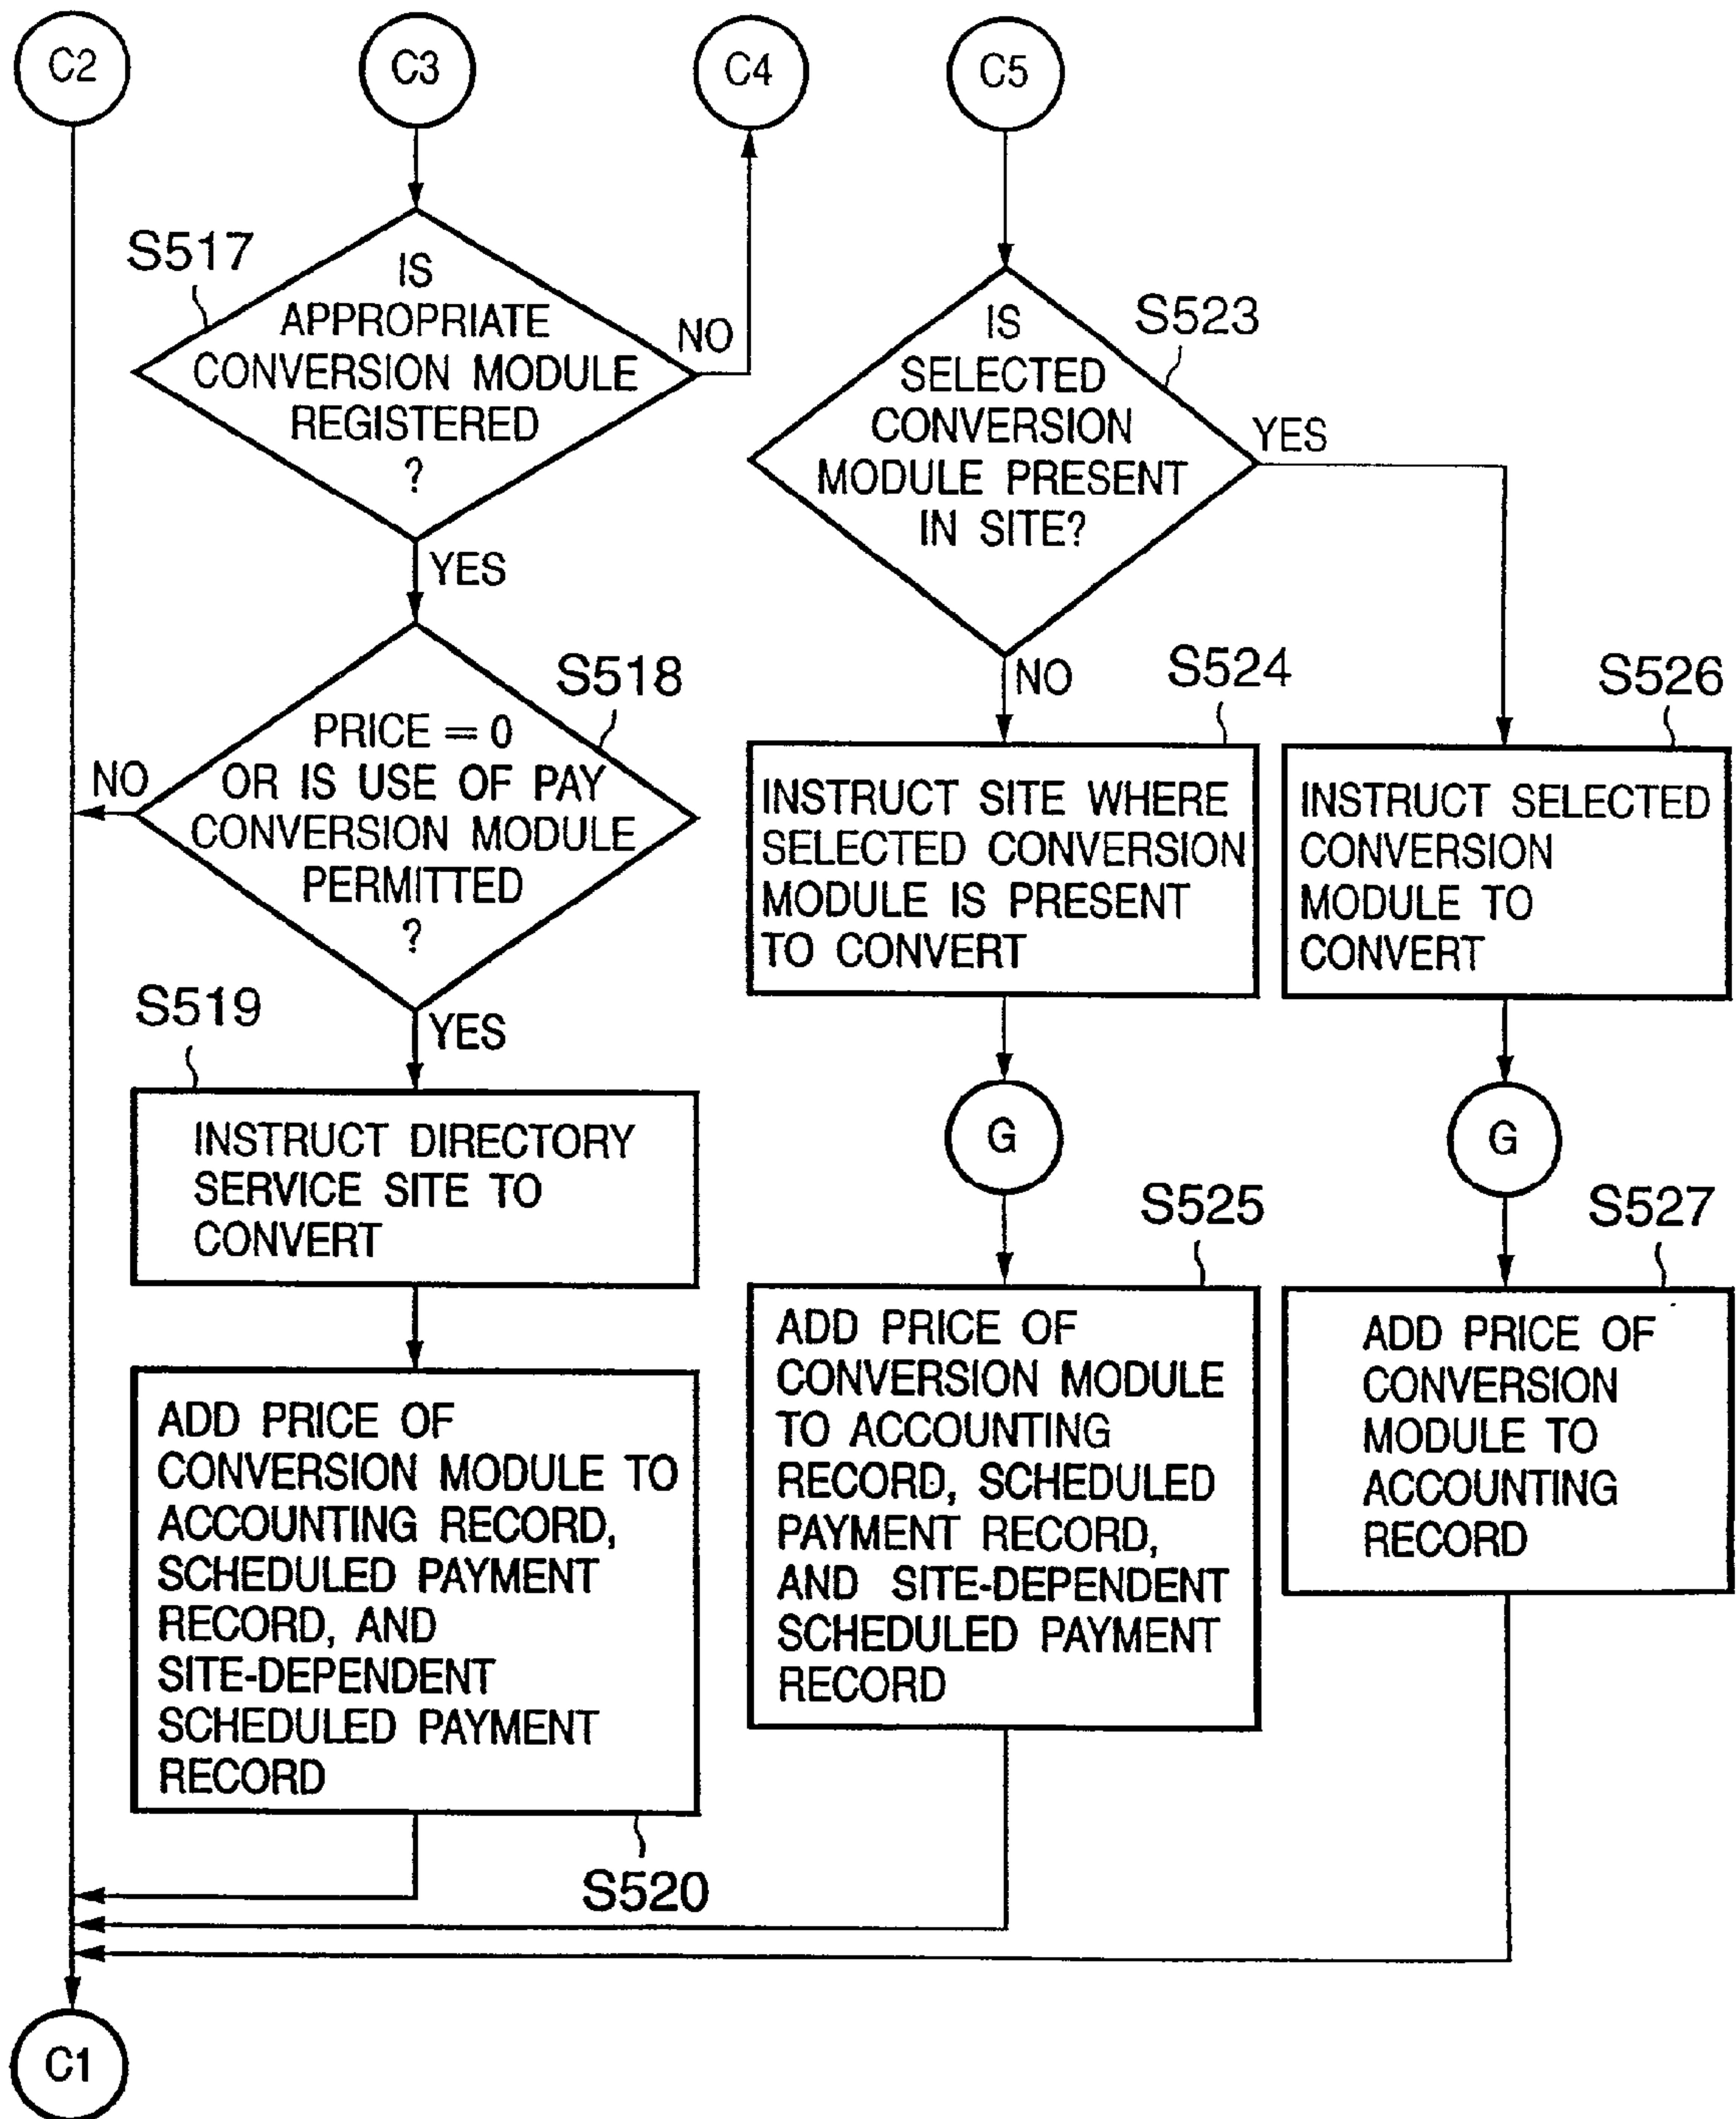 C2
C3
C4
C5
S517
IS
APPROPRIATE
CONVERSION MODULE
REGISTERED
?
NO
YES
S518
PRICE = 0
OR IS USE OF PAY
CONVERSION MODULE
PERMITTED
?
NO
YES
S519
INSTRUCT DIRECTORY
SERVICE SITE TO
CONVERT
ADD PRICE OF
CONVERSION MODULE TO
ACCOUNTING RECORD,
SCHEDULED PAYMENT
RECORD, AND
SITE-DEPENDENT
SCHEDULED PAYMENT
RECORD
S520
S523
IS
SELECTED
CONVERSION
MODULE PRESENT
IN SITE?
YES
NO
S524
INSTRUCT SITE WHERE
SELECTED CONVERSION
MODULE IS PRESENT
TO CONVERT
G
S525
ADD PRICE OF
CONVERSION MODULE
TO ACCOUNTING
RECORD, SCHEDULED
PAYMENT RECORD,
AND SITE-DEPENDENT
SCHEDULED PAYMENT
RECORD
S526
INSTRUCT SELECTED
CONVERSION
MODULE TO
CONVERT
G
S527
ADD PRICE OF
CONVERSION
MODULE TO
ACCOUNTING
RECORD
C1